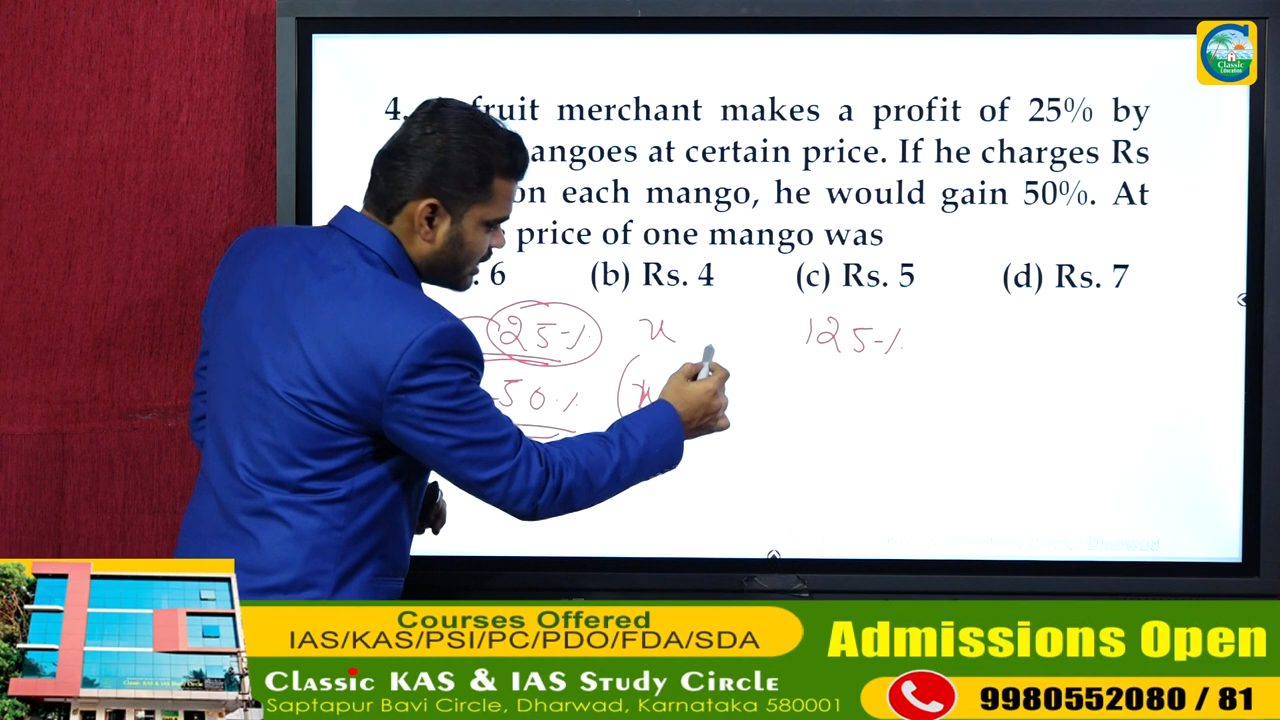 Classic
Education
4. fruit merchant makes a profit of 25% by
angoes at certain price. If he charges Rs
on each mango, he would gain 50%. At
price of one mango was
6 (b) Rs. 4 (c) Rs. 5 (d) Rs. 7
25% x 125%
50% (x
Courses Offered
IAS/KAS/PSI/PC/PDO/FDA/SDA
Admissions Open
Classic KAS & IAS Study Circle
Saptapur Bavi Circle, Dharwad, Karnataka 580001
9980552080 / 81